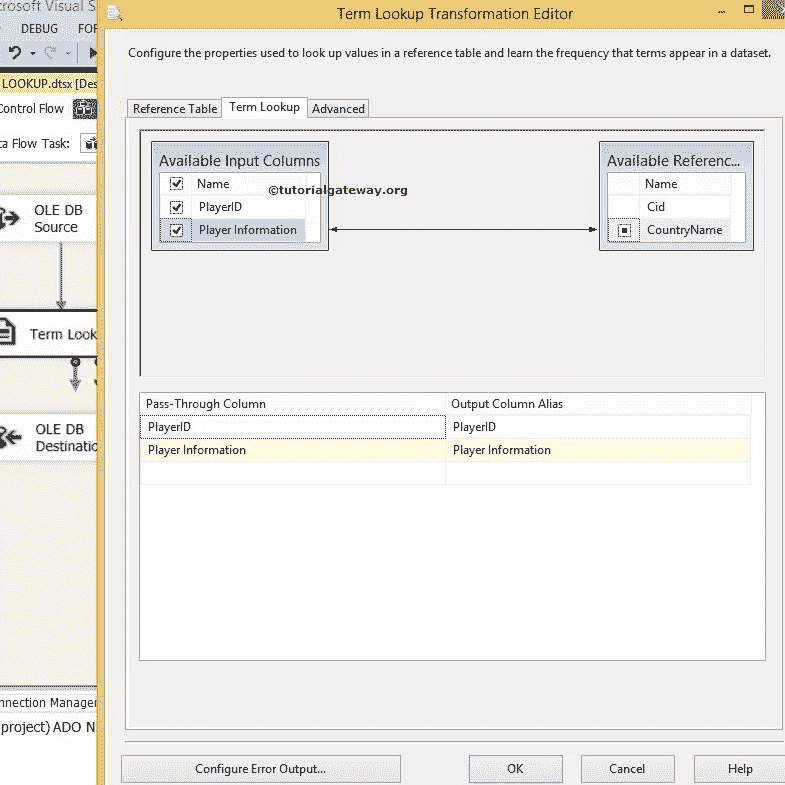 crosoft Visual S
Term Lookup Transformation Editor
DEBUG FOR
LOOKUP.dtsx [Des
Control Flow
ta Flow Task:
OLE DB
Source
Term Look
OLE DB
Destinatio
nnection Manager
project) ADO N
Configure the properties used to look up values in a reference table and learn the frequency that terms appear in a dataset.
Reference Table Term Lookup Advanced
Available Input Columns
Name
PlayerID
Player Information
©tutorialgateway.org
Available Referenc...
Name
Cid
CountryName
Pass-Through Column Output Column Alias
PlayerID PlayerID
Player Information Player Information
Configure Error Output... OK Cancel Help